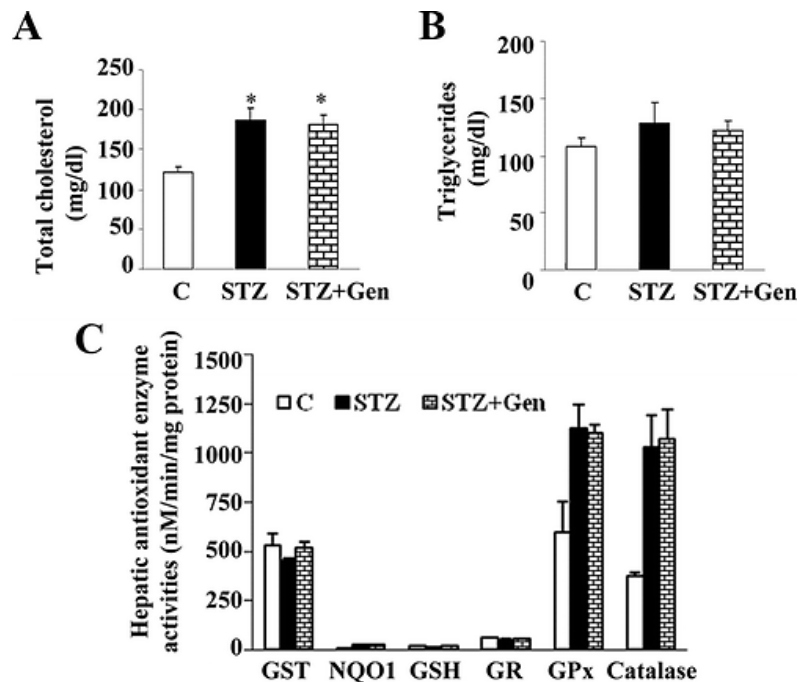 A
Total cholesterol
(mg/dl)
250
200
150
100
50
0
*
*
C STZ STZ+Gen
B
Triglycerides
(mg/dl)
200
150
100
50
0
C STZ STZ+Gen
C
Hepatic antioxidant enzyme
activities (nM/min/mg protein)
1500
1250
1000
750
500
250
0
C STZ STZ+Gen
GST NQO1 GSH GR GPx Catalase